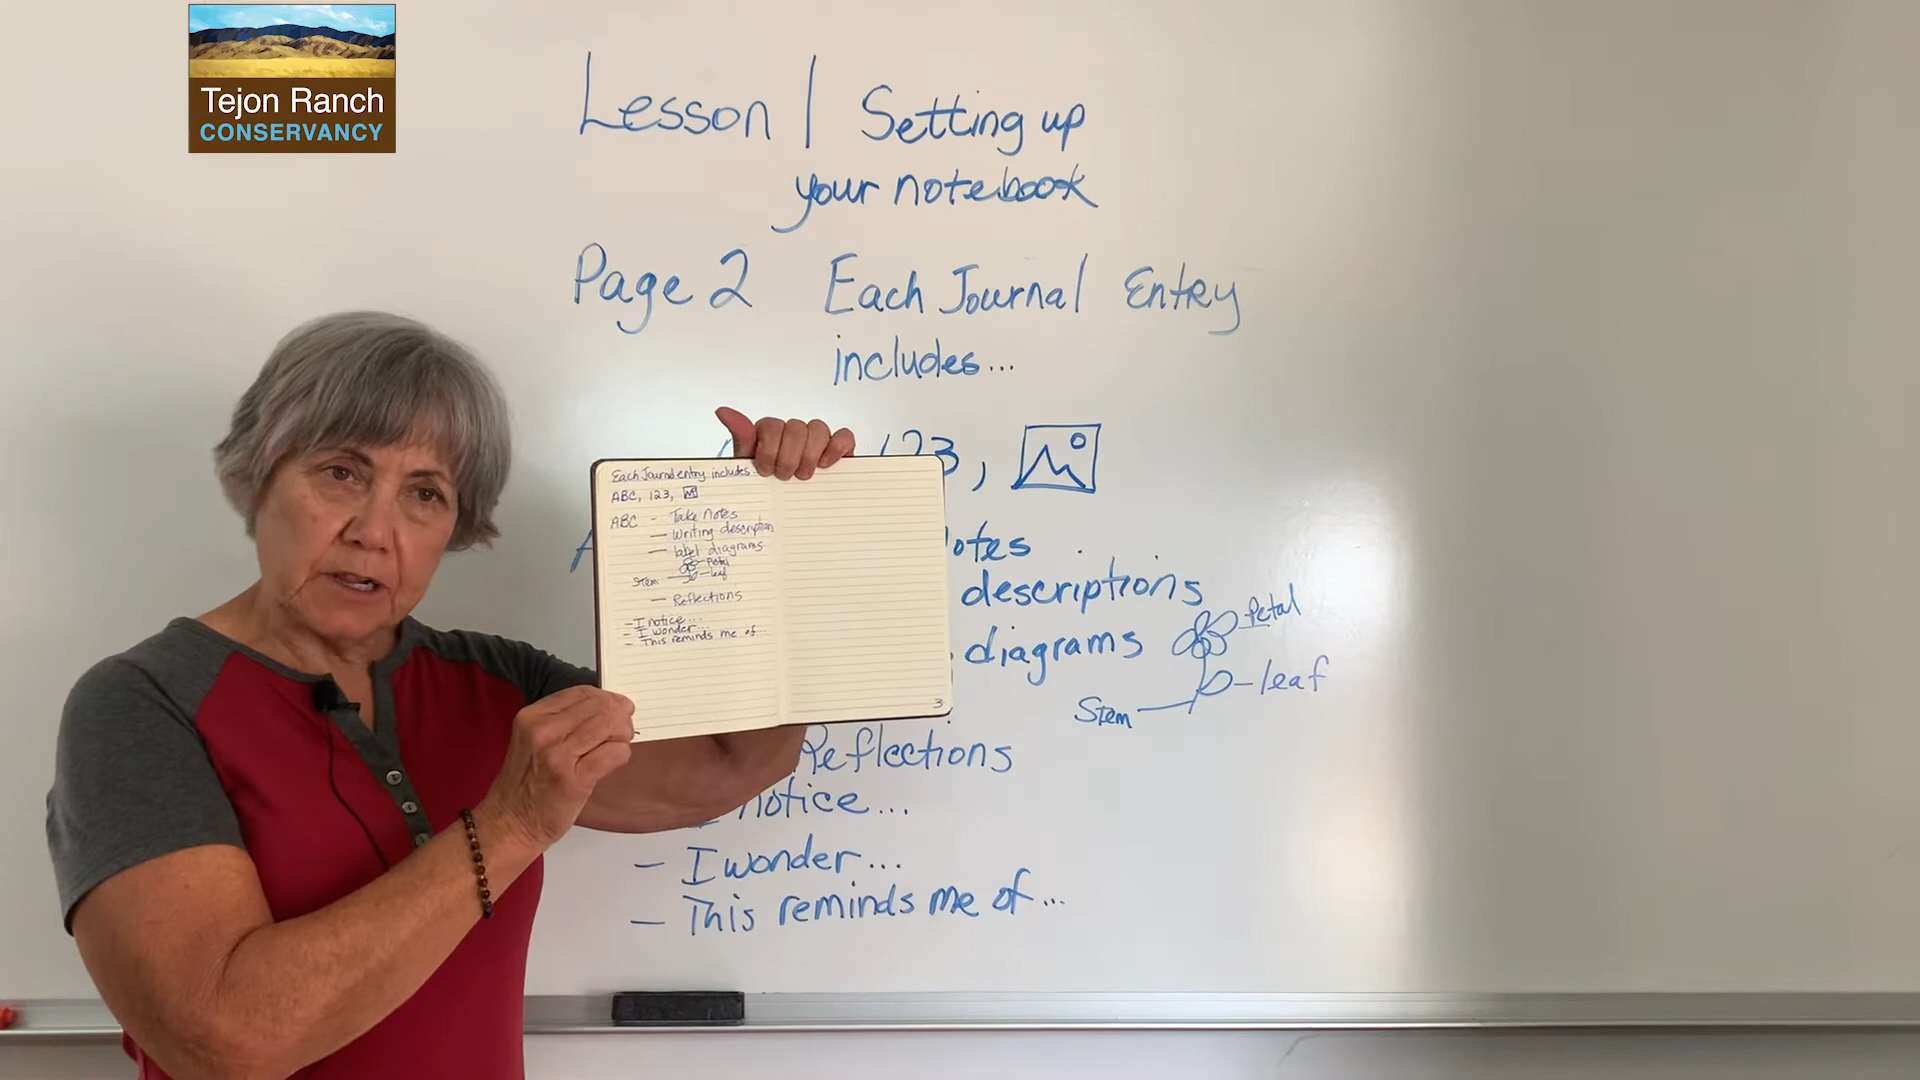 Tejon Ranch
CONSERVANCY
Lesson 1 Setting up
your notebook
Page 2 Each Journal Entry
includes...
123,
otes
descriptions
diagrams
Petal
leaf
Stem
Reflections
notice...
- I wonder...
- This reminds me of...
Each Journal entry includes
ABC, 123,
ABC - Take Notes
- Writing description
- label diagrams
Petal
Stem - leaf
- Reflections
- I notice...
- I wonder...
- This reminds me of...
3